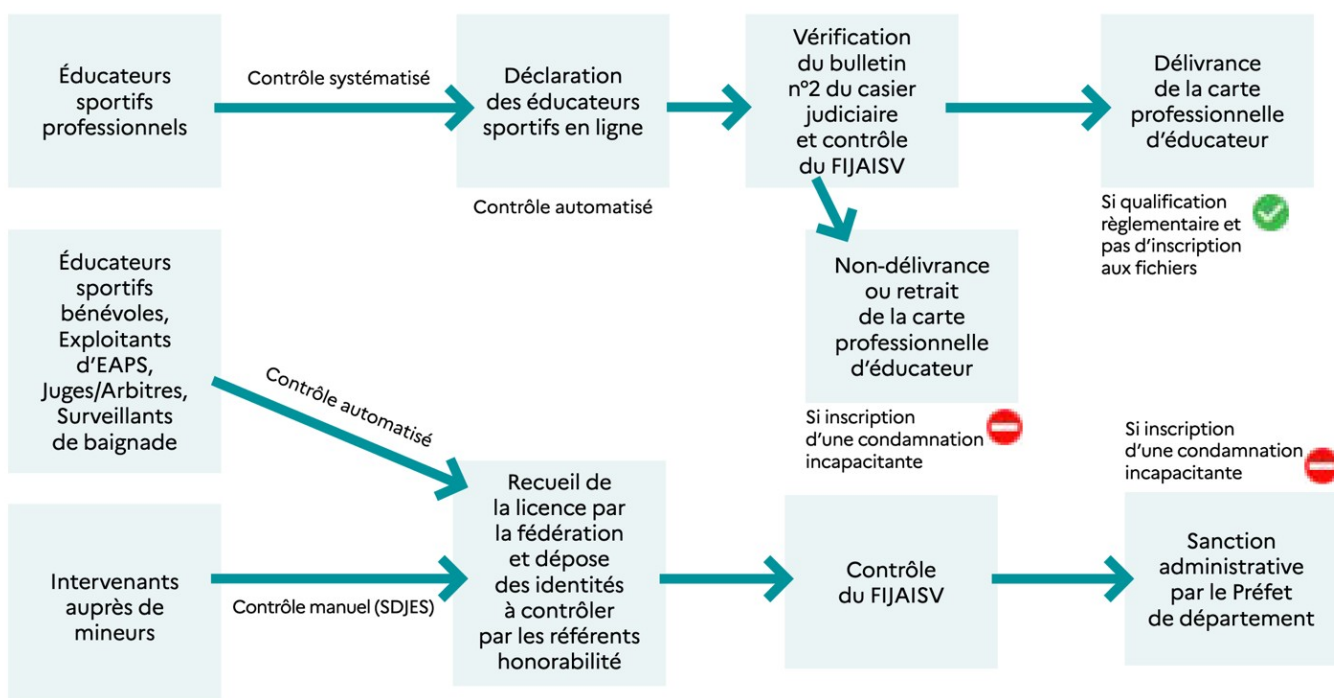 Éducateurs
sportifs
professionnels
Contrôle systématisé
Déclaration
des éducateurs
sportifs en ligne
Contrôle automatisé
Vérification
du bulletin
n°2 du casier
judiciaire
et contrôle
du FIJAISV
Délivrance
de la carte
professionnelle
d'éducateur
Si qualification
règlementaire et
pas d'inscription
aux fichiers
Non-délivrance
ou retrait
de la carte
professionnelle
d'éducateur
Si inscription
d'une condamnation
incapacitante
Éducateurs
sportifs
bénévoles,
Exploitants
d'EAPS,
Juges/Arbitres,
Surveillants
de baignade
Contrôle automatisé
Intervenants
auprès de
mineurs
Contrôle manuel (SDJES)
Recueil de
la licence par
la fédération
et dépose
des identités
à contrôler
par les référents
honorabilité
Contrôle
du FIJAISV
Si inscription
d'une condamnation
incapacitante
Sanction
administrative
par le Préfet
de département